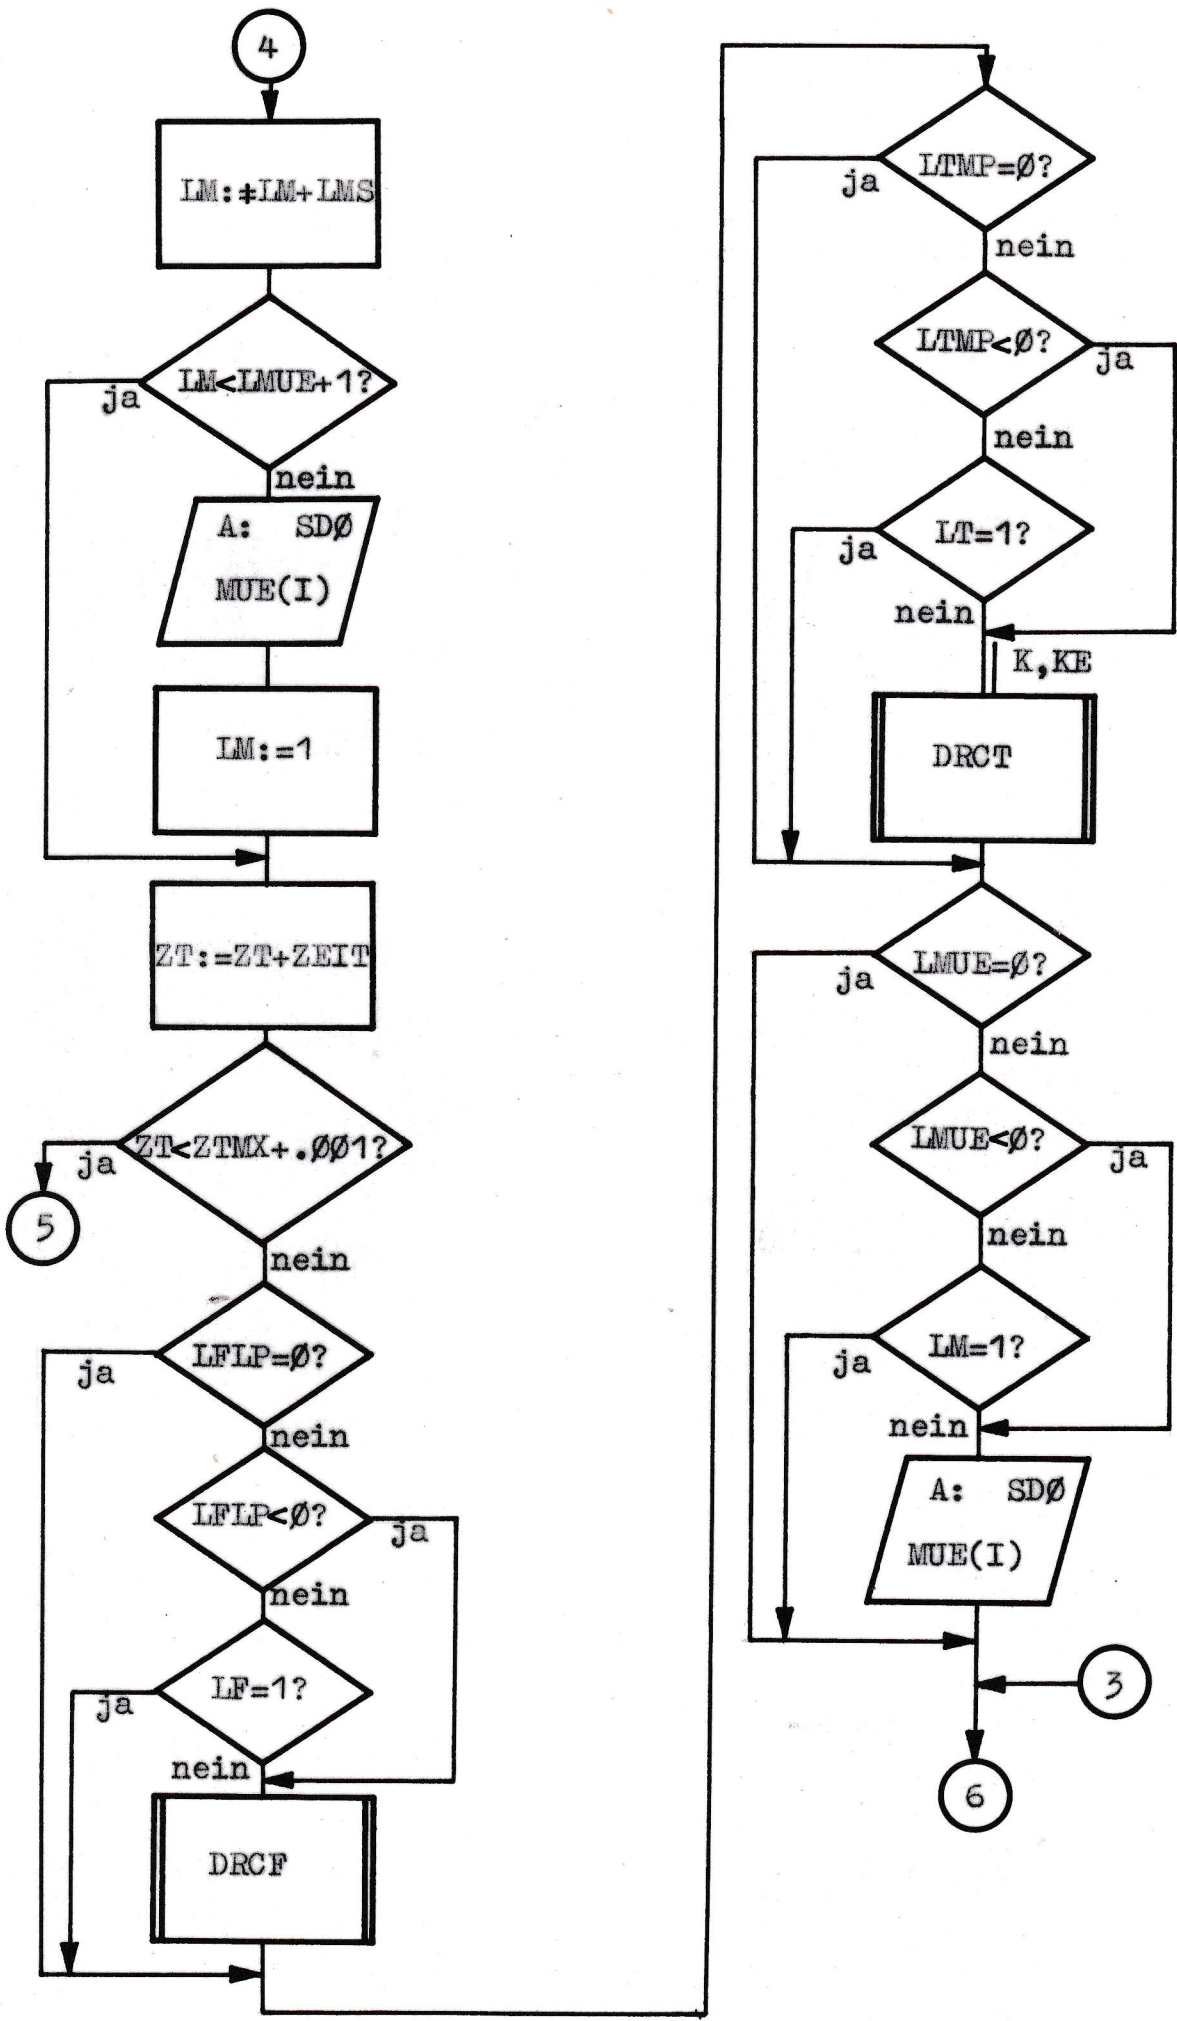 4
LM:=LM+LMS
LM<LMUE+1?
ja
nein
A: SDØ
MUE(I)
LM:=1
ZT:=ZT+ZEIT
ZT<ZTMX+.ØØ1?
ja
5
nein
LFLP=Ø?
ja
nein
LFLP<Ø?
ja
nein
LF=1?
ja
nein
DRCF
LTMP=Ø?
ja
nein
LTMP<Ø?
ja
nein
LT=1?
ja
nein
K,KE
DRCT
LMUE=Ø?
ja
nein
LMUE<Ø?
ja
nein
LM=1?
ja
nein
A: SDØ
MUE(I)
3
6